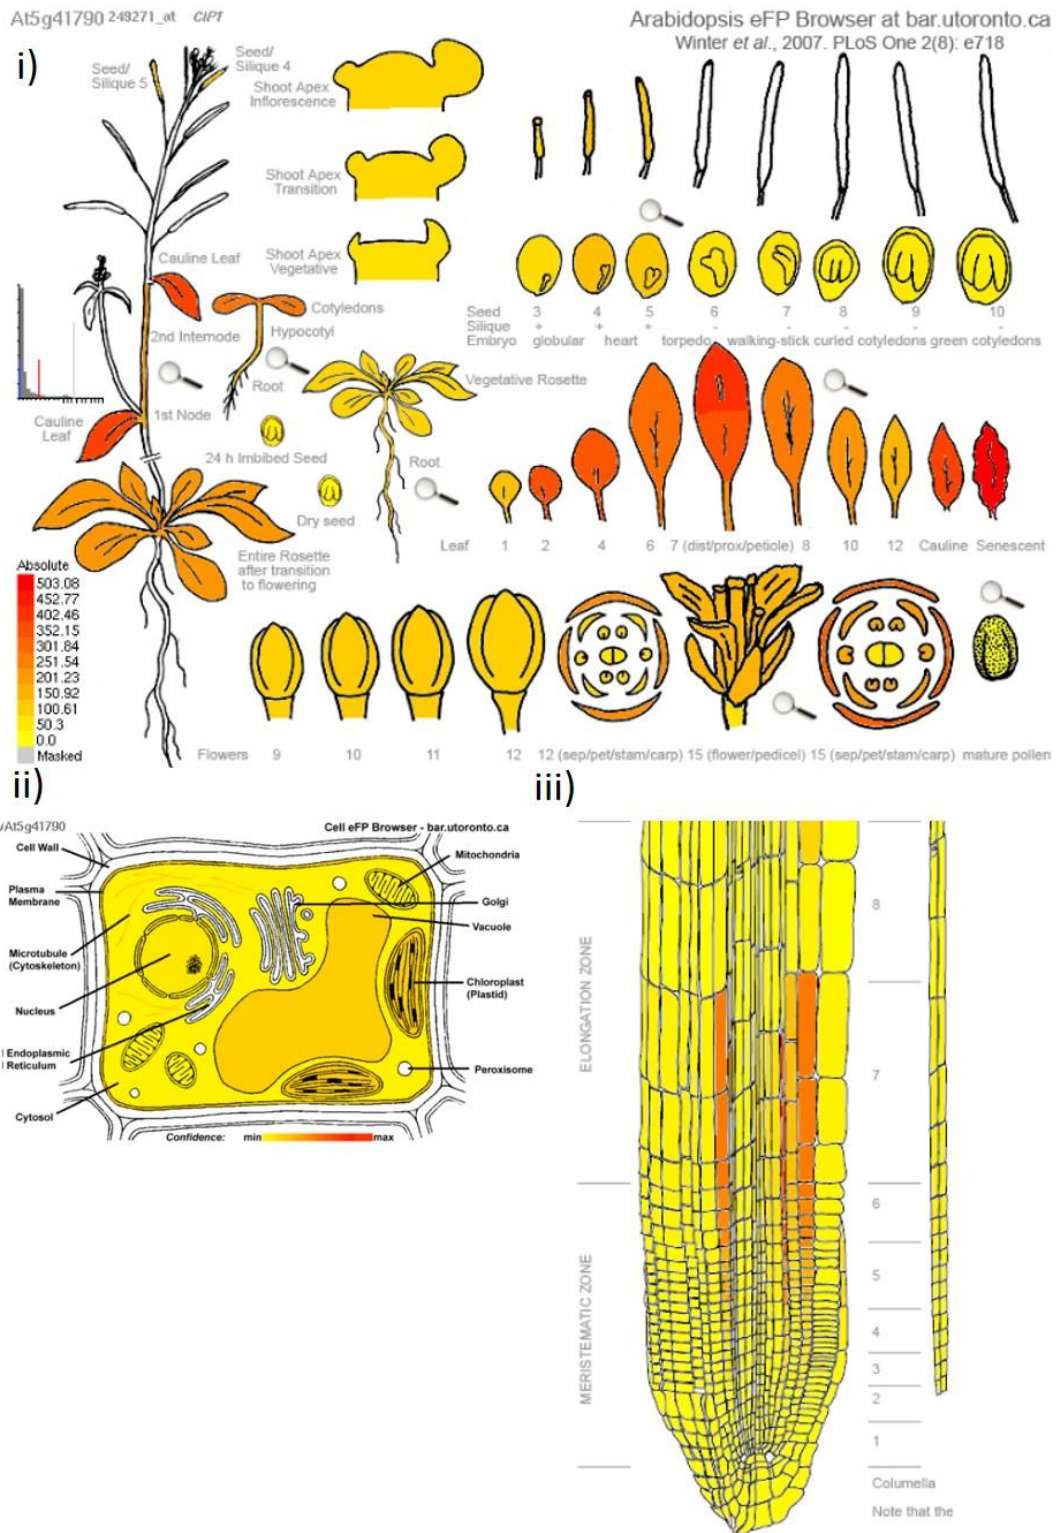 At5g41790 249271_at CIP1
Arabidopsis eFP Browser at bar.utoronto.ca
Winter et al., 2007. PLoS One 2(8): e718
i)
Seed/
Silique 5
Seed/
Silique 4
Shoot Apex
Inflorescence
Shoot Apex
Transition
Shoot Apex
Vegetative
Cauline Leaf
2nd Internode
Cotyledons
Hypocotyl
Root
1st Node
Cauline
Leaf
24 h Imbibed Seed
Dry seed
Vegetative Rosette
Root
Entire Rosette
after transition
to flowering
Seed 3 4 5 6 7 8 9 10
Silique + + + - - - - -
Embryo globular heart torpedo walking-stick curled cotyledons green cotyledons
Leaf 1 2 4 6 7 (dist/prox/petiole) 8 10 12 Cauline Senescent
Absolute
503.08
452.77
402.46
352.15
301.84
251.54
201.23
150.92
100.61
50.3
0.0
Masked
Flowers 9 10 11 12 12 (sep/pet/stam/carp) 15 (flower/pedicel) 15 (sep/pet/stam/carp) mature pollen
ii)
/At5g41790
Cell eFP Browser - bar.utoronto.ca
Cell Wall
Plasma
Membrane
Microtubule
(Cytoskeleton)
Nucleus
Endoplasmic
Reticulum
Cytosol
Mitochondria
Golgi
Vacuole
Chloroplast
(Plastid)
Peroxisome
Confidence: min max
iii)
ELONGATION ZONE
MERISTEMATIC ZONE
8
7
6
5
4
3
2
1
Columella
Note that the